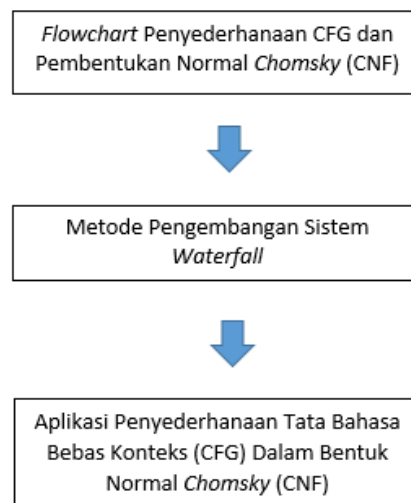 Flowchart Penyederhanaan CFG dan
Pembentukan Normal Chomsky (CNF)
Metode Pengembangan Sistem
Waterfall
Aplikasi Penyederhanaan Tata Bahasa
Bebas Konteks (CFG) Dalam Bentuk
Normal Chomsky (CNF)